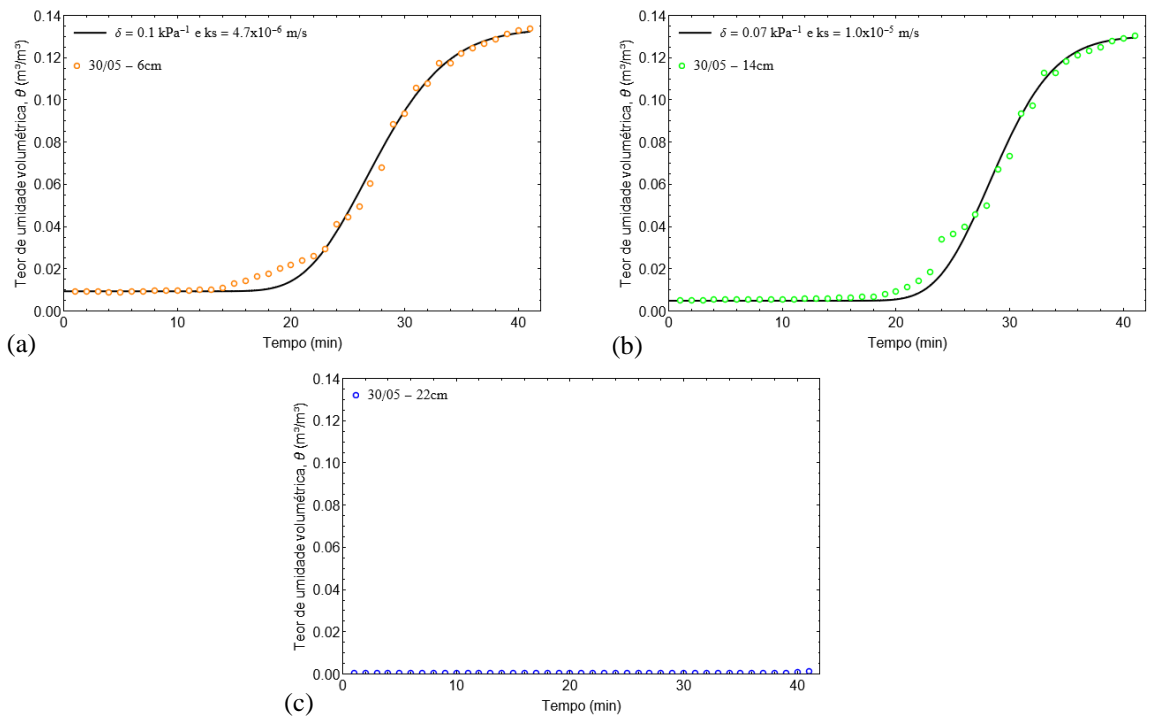 δ = 0.1 kPa⁻¹ e ks = 4.7x10⁻⁶ m/s
30/05 – 6cm
Teor de umidade volumétrica, θ (m³/m³)
0.14
0.12
0.10
0.08
0.06
0.04
0.02
0.00
0 10 20 30 40
Tempo (min)
(a)
δ = 0.07 kPa⁻¹ e ks = 1.0x10⁻⁵ m/s
30/05 – 14cm
Teor de umidade volumétrica, θ (m³/m³)
0.14
0.12
0.10
0.08
0.06
0.04
0.02
0.00
0 10 20 30 40
Tempo (min)
(b)
30/05 – 22cm
Teor de umidade volumétrica, θ (m³/m³)
0.14
0.12
0.10
0.08
0.06
0.04
0.02
0.00
0 10 20 30 40
Tempo (min)
(c)